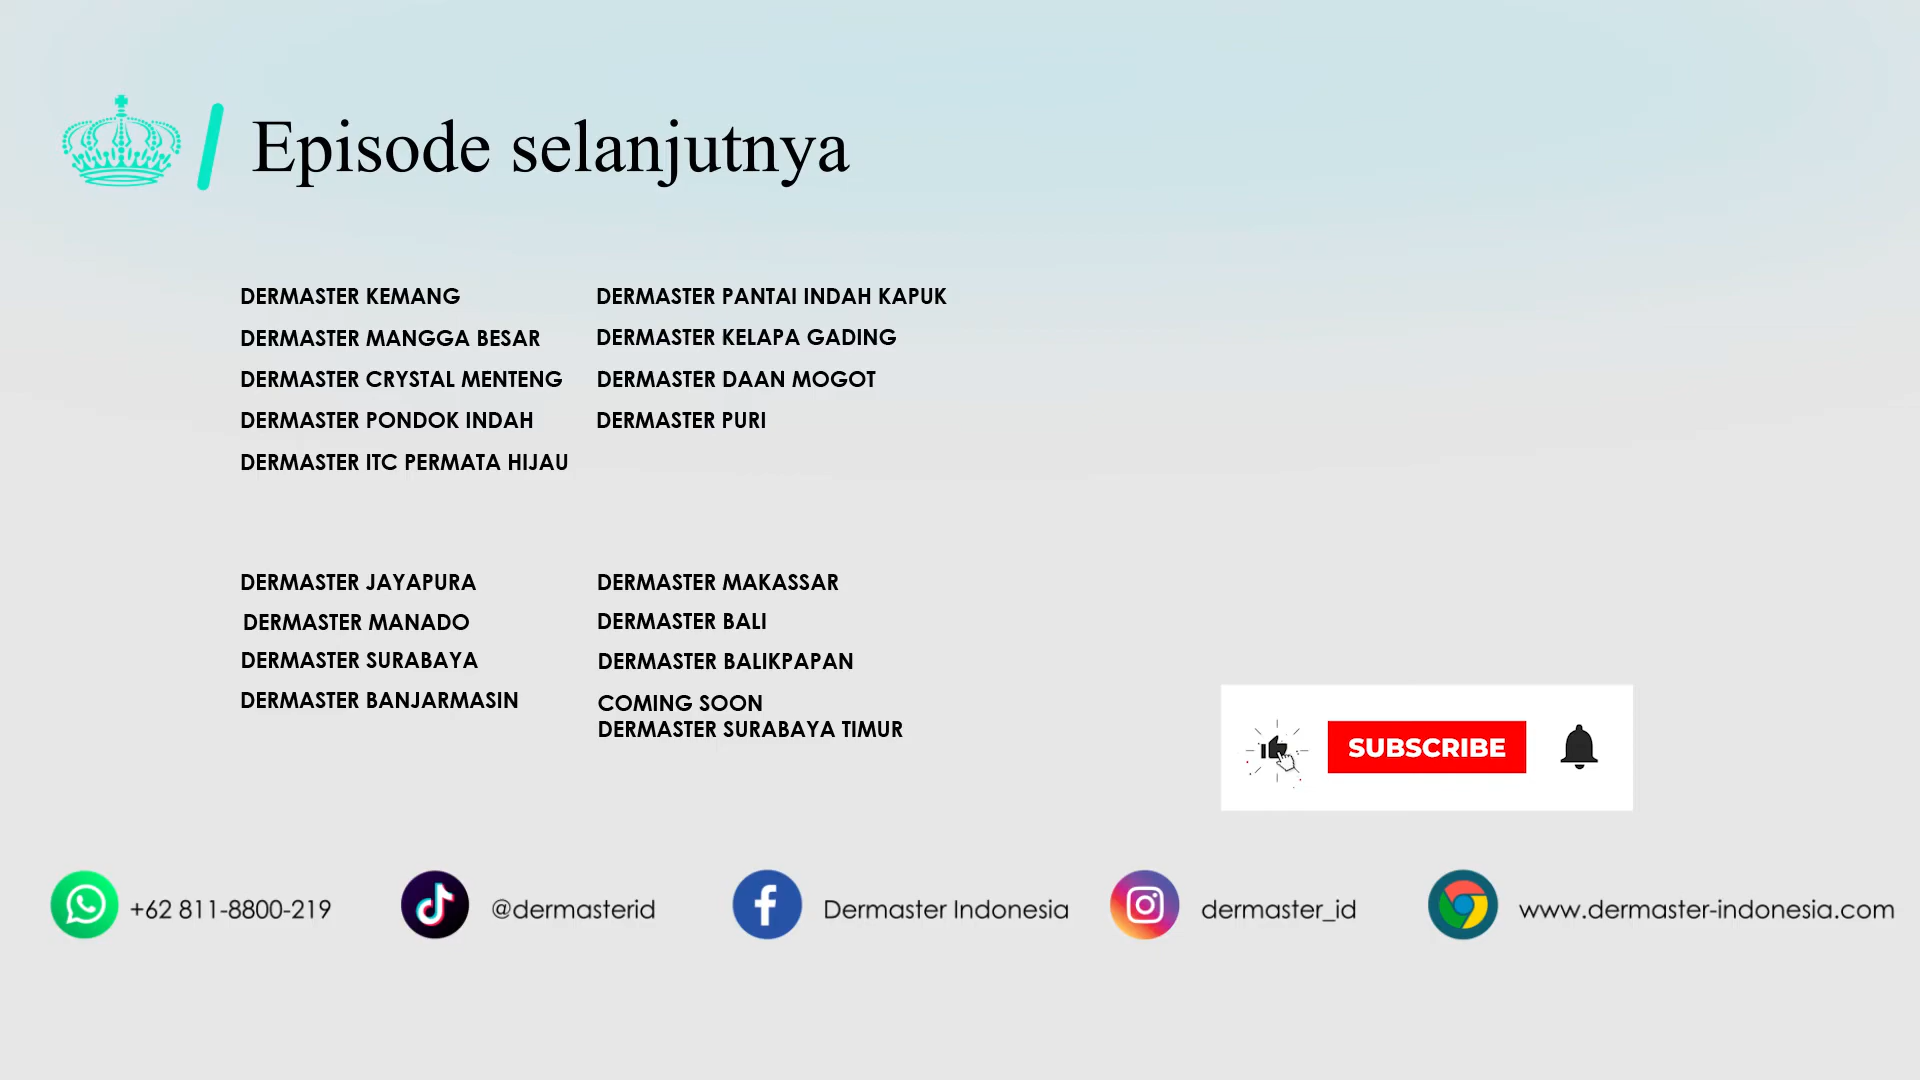 Episode selanjutnya
DERMASTER KEMANG
DERMASTER MANGGA BESAR
DERMASTER CRYSTAL MENTENG
DERMASTER PONDOK INDAH
DERMASTER ITC PERMATA HIJAU
DERMASTER PANTAI INDAH KAPUK
DERMASTER KELAPA GADING
DERMASTER DAAN MOGOT
DERMASTER PURI
DERMASTER JAYAPURA
DERMASTER MANADO
DERMASTER SURABAYA
DERMASTER BANJARMASIN
DERMASTER MAKASSAR
DERMASTER BALI
DERMASTER BALIKPAPAN
COMING SOON
DERMASTER SURABAYA TIMUR
SUBSCRIBE
+62 811-8800-219
@dermasterid
Dermaster Indonesia
dermaster_id
www.dermaster-indonesia.com